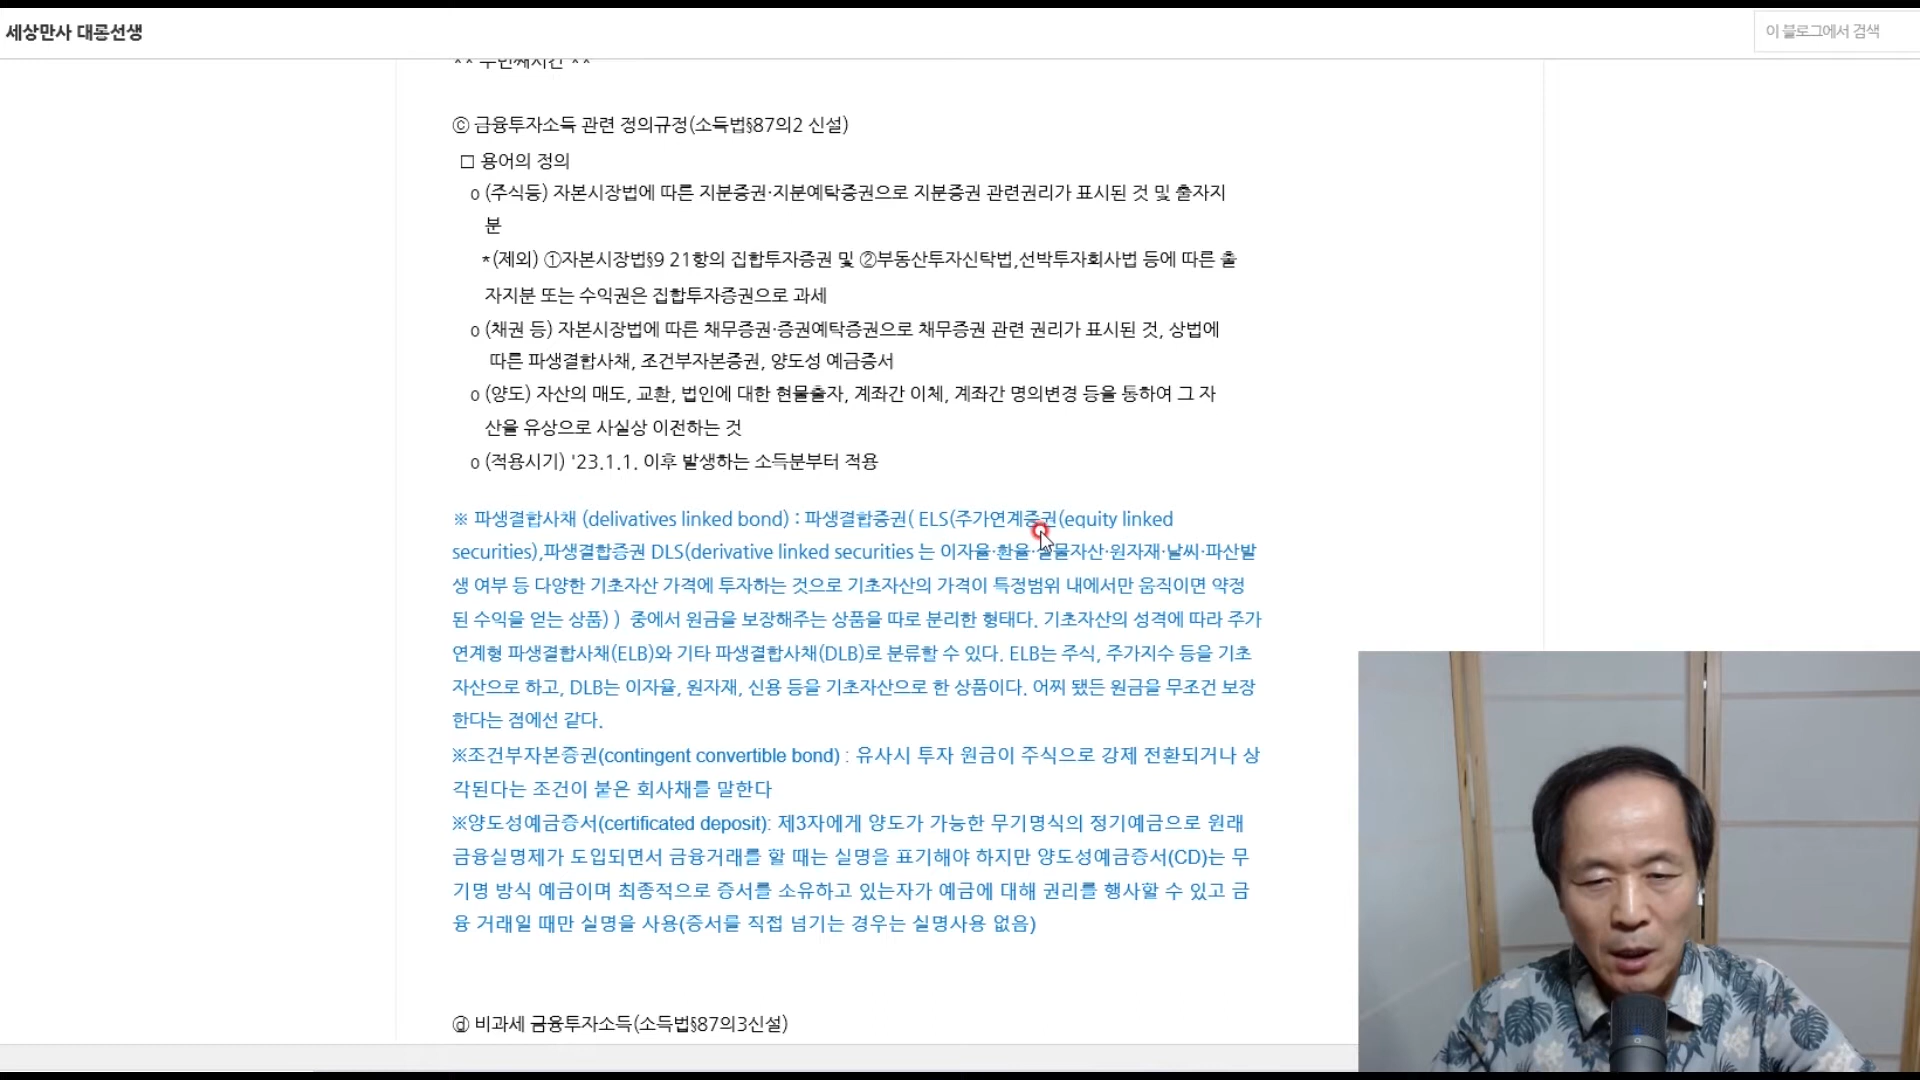 세상만사 대롱선생
이 블로그에서 검색
** 두번째시간 **
ⓒ 금융투자소득 관련 정의규정(소득법§87의2 신설)
□ 용어의 정의
o (주식등) 자본시장법에 따른 지분증권·지분예탁증권으로 지분증권 관련권리가 표시된 것 및 출자지
분
*(제외) ①자본시장법§9 21항의 집합투자증권 및 ②부동산투자신탁법,선박투자회사법 등에 따른 출
자지분 또는 수익권은 집합투자증권으로 과세
o (채권 등) 자본시장법에 따른 채무증권·증권예탁증권으로 채무증권 관련 권리가 표시된 것, 상법에
따른 파생결합사채, 조건부자본증권, 양도성 예금증서
o (양도) 자산의 매도, 교환, 법인에 대한 현물출자, 계좌간 이체, 계좌간 명의변경 등을 통하여 그 자
산을 유상으로 사실상 이전하는 것
o (적용시기) '23.1.1. 이후 발생하는 소득분부터 적용
※ 파생결합사채 (delivatives linked bond) : 파생결합증권( ELS(주가연계증권(equity linked
securities),파생결합증권 DLS(derivative linked securities 는 이자율·환율·실물자산·원자재·날씨·파산발
생 여부 등 다양한 기초자산 가격에 투자하는 것으로 기초자산의 가격이 특정범위 내에서만 움직이면 약정
된 수익을 얻는 상품) ) 중에서 원금을 보장해주는 상품을 따로 분리한 형태다. 기초자산의 성격에 따라 주가
연계형 파생결합사채(ELB)와 기타 파생결합사채(DLB)로 분류할 수 있다. ELB는 주식, 주가지수 등을 기초
자산으로 하고, DLB는 이자율, 원자재, 신용 등을 기초자산으로 한 상품이다. 어찌 됐든 원금을 무조건 보장
한다는 점에선 같다.
※조건부자본증권(contingent convertible bond) : 유사시 투자 원금이 주식으로 강제 전환되거나 상
각된다는 조건이 붙은 회사채를 말한다
※양도성예금증서(certificated deposit): 제3자에게 양도가 가능한 무기명식의 정기예금으로 원래
금융실명제가 도입되면서 금융거래를 할 때는 실명을 표기해야 하지만 양도성예금증서(CD)는 무
기명 방식 예금이며 최종적으로 증서를 소유하고 있는자가 예금에 대해 권리를 행사할 수 있고 금
융 거래일 때만 실명을 사용(증서를 직접 넘기는 경우는 실명사용 없음)
ⓓ 비과세 금융투자소득(소득법§87의3신설)